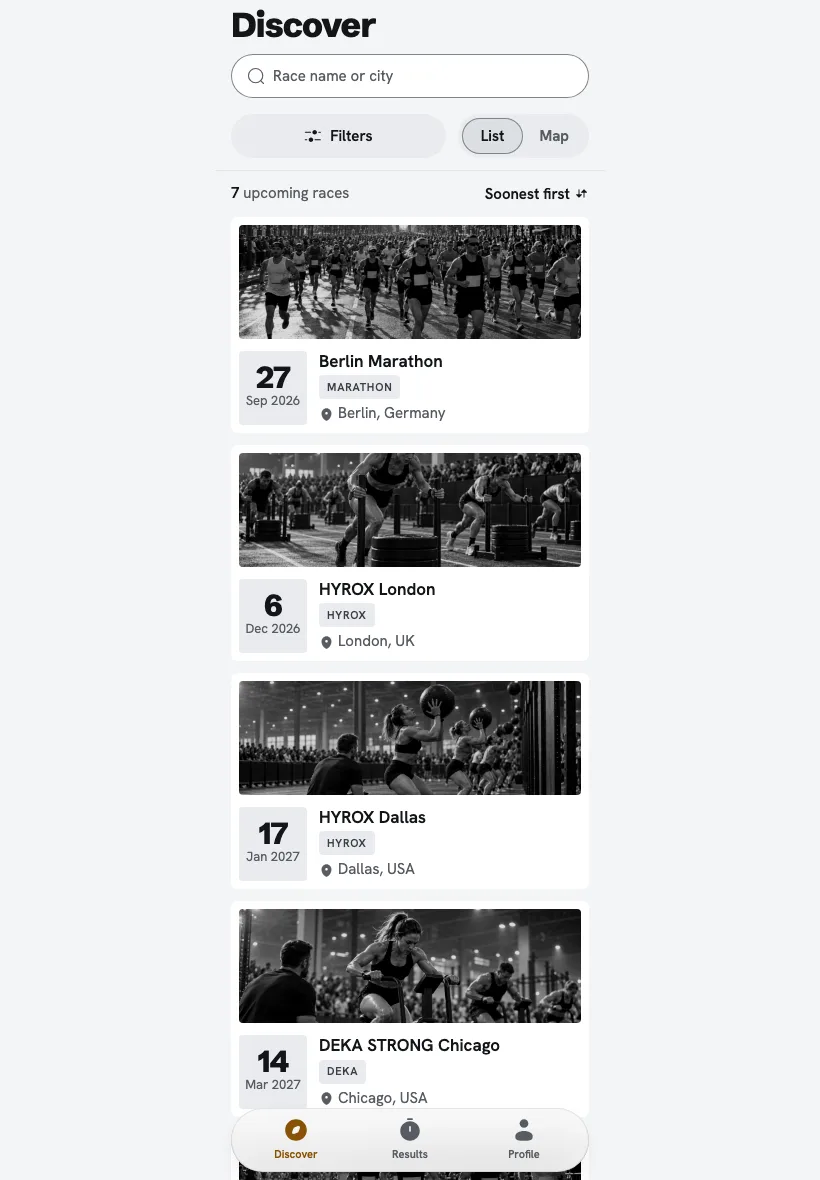 Discover
Race name or city
Filters
List
Map
7 upcoming races
Soonest first
27
Sep 2026
Berlin Marathon
MARATHON
Berlin, Germany
6
Dec 2026
HYROX London
HYROX
London, UK
17
Jan 2027
HYROX Dallas
HYROX
Dallas, USA
14
Mar 2027
DEKA STRONG Chicago
DEKA
Chicago, USA
Discover
Results
Profile